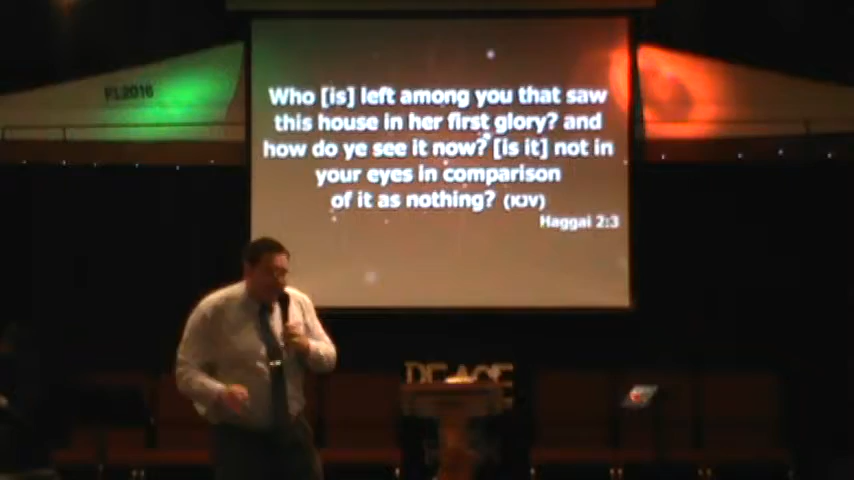 FL2016
Who [is] left among you that saw
this house in her first glory? and
how do ye see it now? [is it] not in
your eyes in comparison
of it as nothing? (KJV)
Haggai 2:3
PEACE